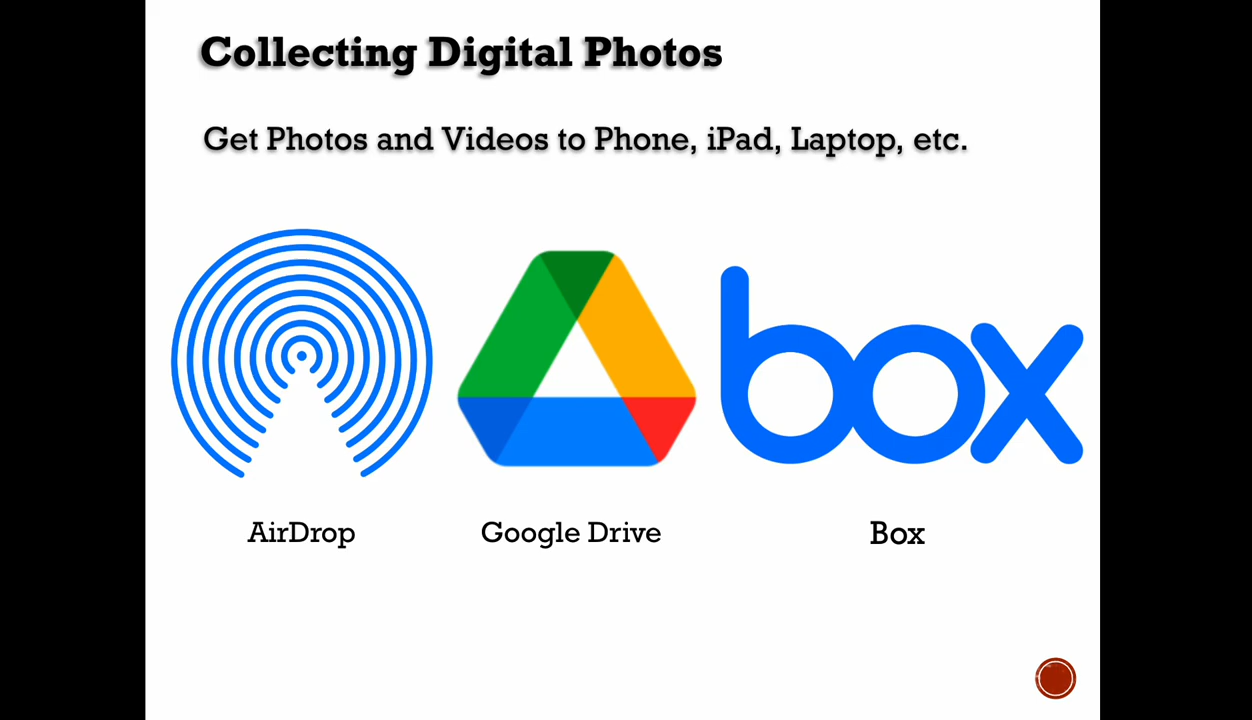 Collecting Digital Photos
Get Photos and Videos to Phone, iPad, Laptop, etc.
box
AirDrop
Google Drive
Box